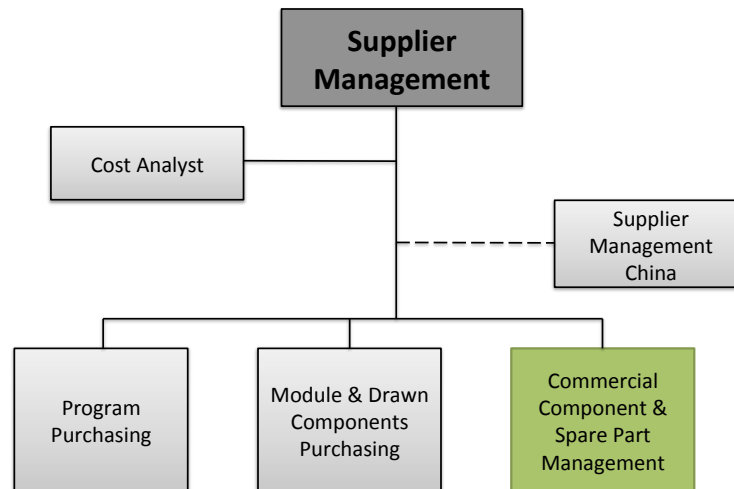 Supplier
Management
Cost Analyst
Supplier
Management
China
Program
Purchasing
Module & Drawn
Components
Purchasing
Commercial
Component &
Spare Part
Management